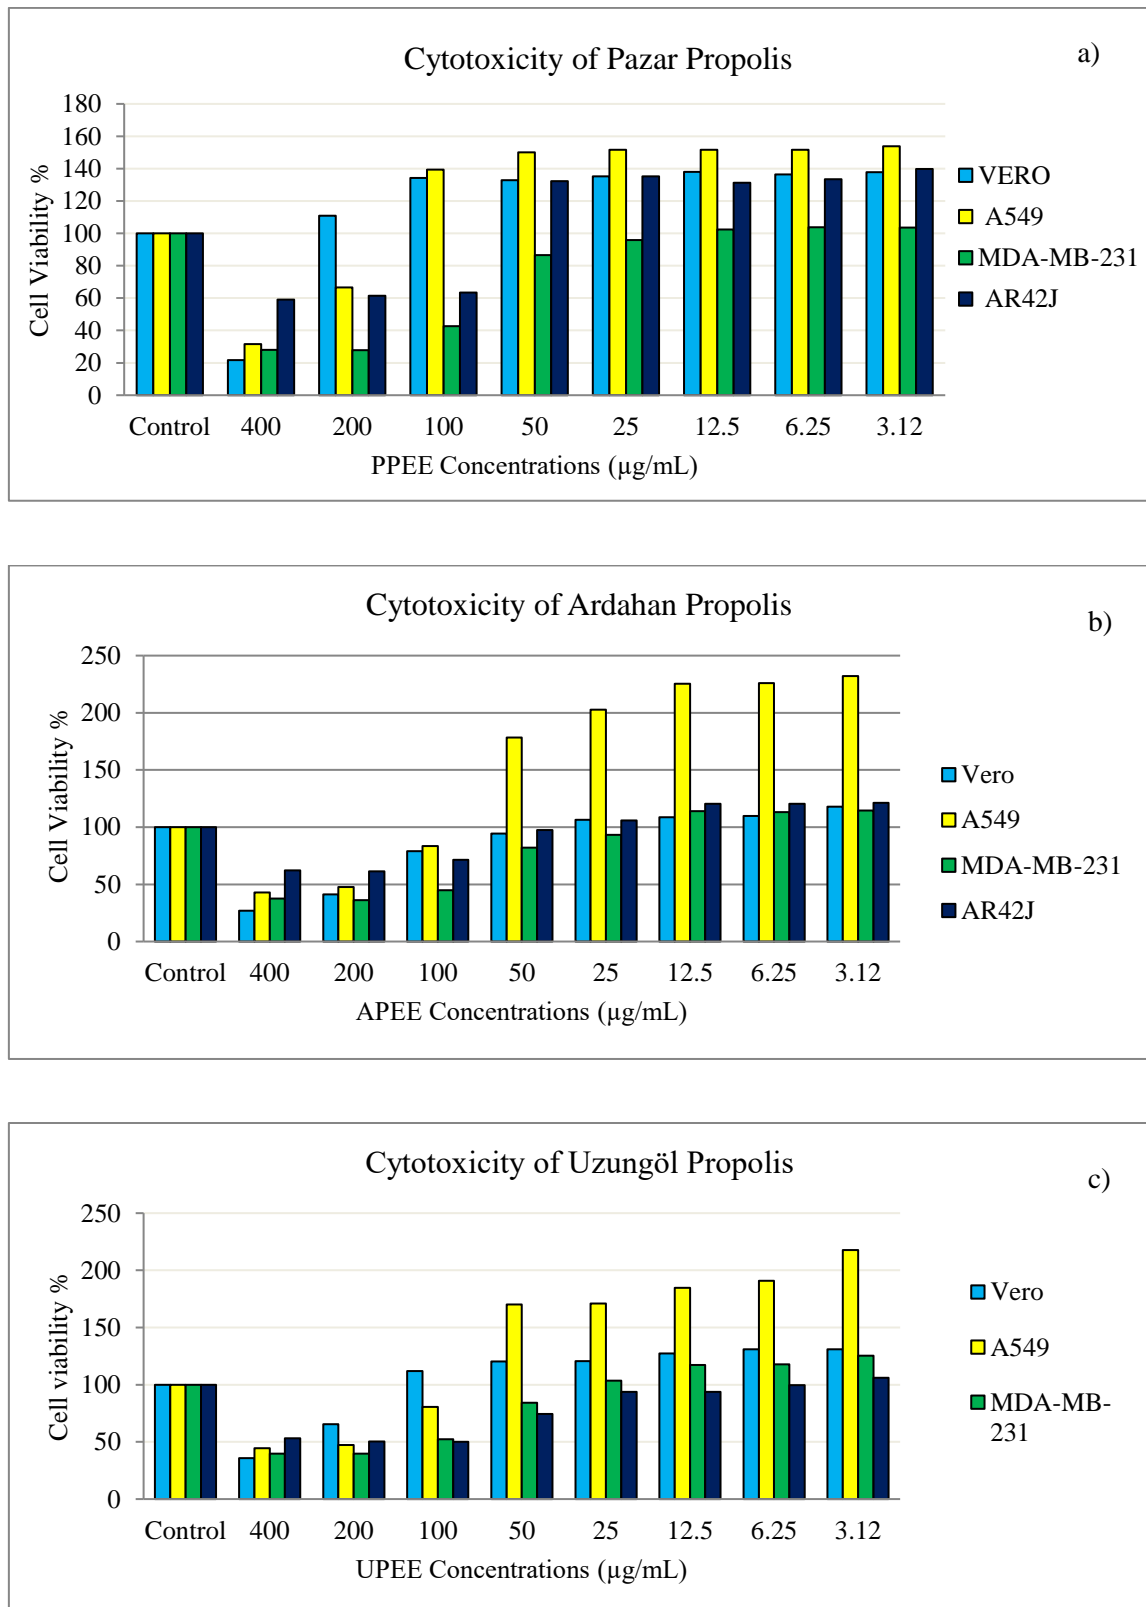 Cytotoxicity of Pazar Propolis
a)
Cell Viability %
180
160
140
120
100
80
60
40
20
0
Control 400 200 100 50 25 12.5 6.25 3.12
PPEE Concentrations (µg/mL)
VERO
A549
MDA-MB-231
AR42J
Cytotoxicity of Ardahan Propolis
b)
Cell Viability %
250
200
150
100
50
0
Control 400 200 100 50 25 12.5 6.25 3.12
APEE Concentrations (µg/mL)
Vero
A549
MDA-MB-231
AR42J
Cytotoxicity of Uzungöl Propolis
c)
Cell viability %
250
200
150
100
50
0
Control 400 200 100 50 25 12.5 6.25 3.12
UPEE Concentrations (µg/mL)
Vero
A549
MDA-MB-
231